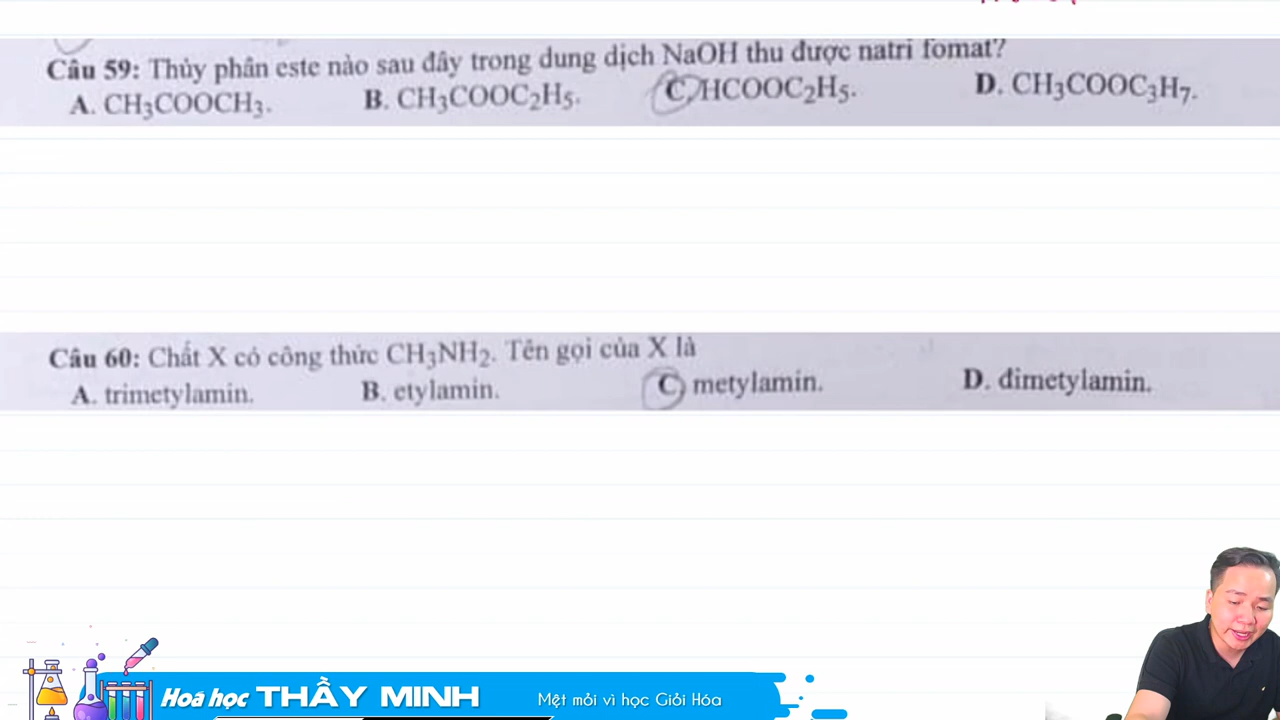 Câu 59: Thủy phân este nào sau đây trong dung dịch NaOH thu được natri fomat?
A. CH₃COOCH₃. B. CH₃COOC₂H₅. C. HCOOC₂H₅. D. CH₃COOC₃H₇.
Câu 60: Chất X có công thức CH₃NH₂. Tên gọi của X là
A. trimetylamin. B. etylamin. C. metylamin. D. đimetylamin.
Hoá học THẦY MINH Mệt mỏi vì học Giỏi Hóa